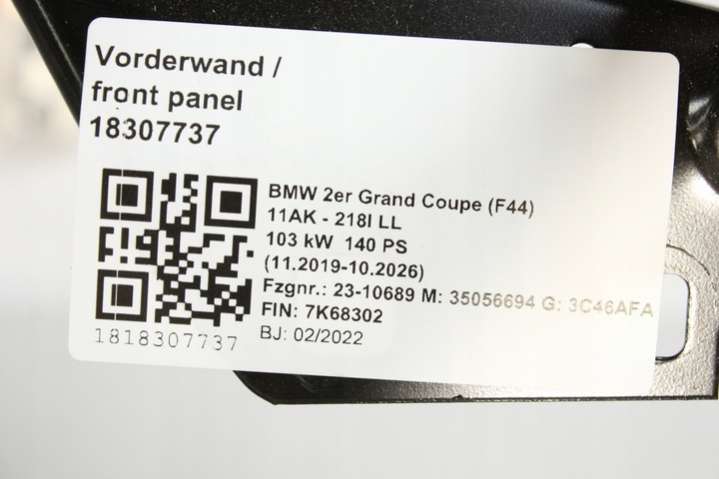 Vorderwand /
front panel
18307737
BMW 2er Grand Coupe (F44)
11AK - 218I LL
103 kW 140 PS
(11.2019-10.2026)
Fzgnr.: 23-10689 M: 35056694 G: 3C46AFA
FIN: 7K68302
BJ: 02/2022
1818307737